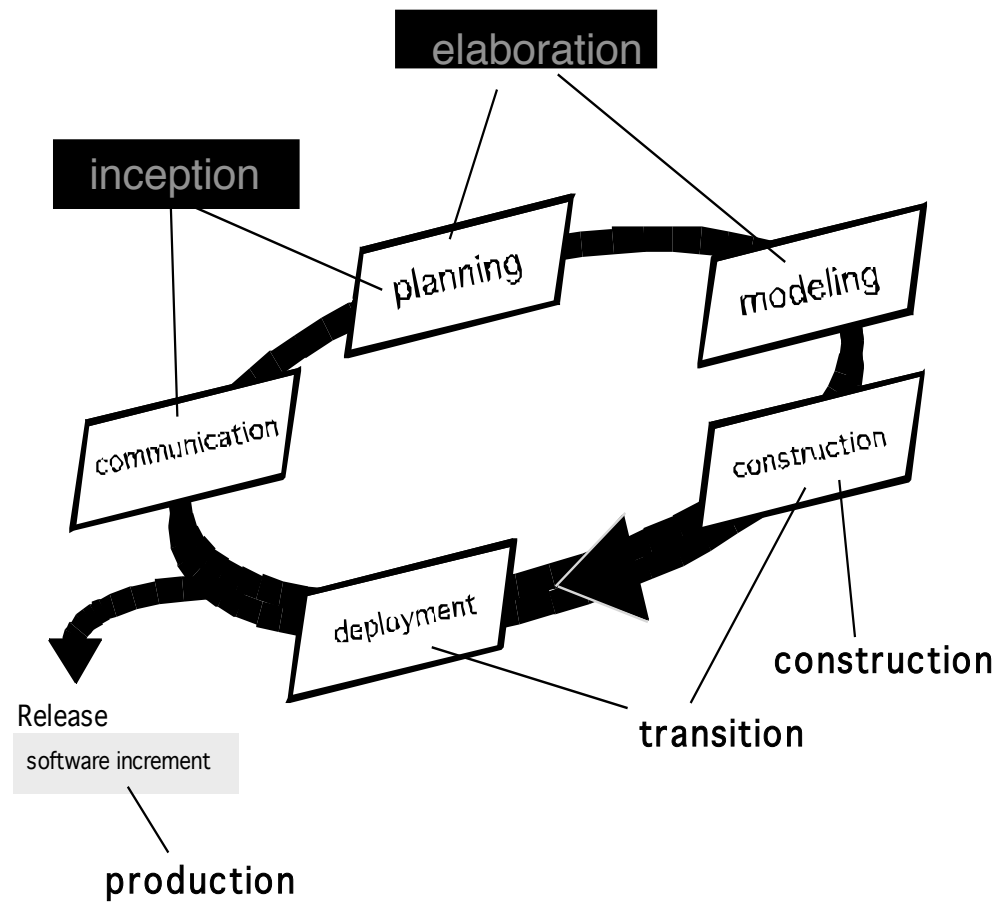 elaboration
inception
planning
modeling
communication
construction
deployment
construction
Release
transition
software increment
production